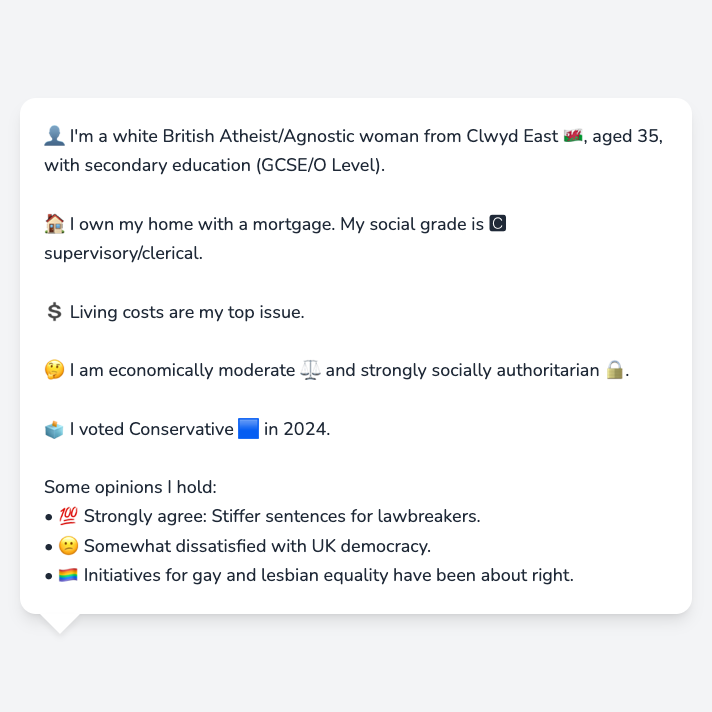 👤 I'm a white British Atheist/Agnostic woman from Clwyd East 🏴󠁧󠁢󠁷󠁬󠁳󠁿, aged 35,
with secondary education (GCSE/O Level).
🏠 I own my home with a mortgage. My social grade is 🅲
supervisory/clerical.
💲 Living costs are my top issue.
🤔 I am economically moderate ⚖️ and strongly socially authoritarian 🔒.
🗳️ I voted Conservative 🟦 in 2024.
Some opinions I hold:
• 💯 Strongly agree: Stiffer sentences for lawbreakers.
• 😕 Somewhat dissatisfied with UK democracy.
• 🏳️‍🌈 Initiatives for gay and lesbian equality have been about right.